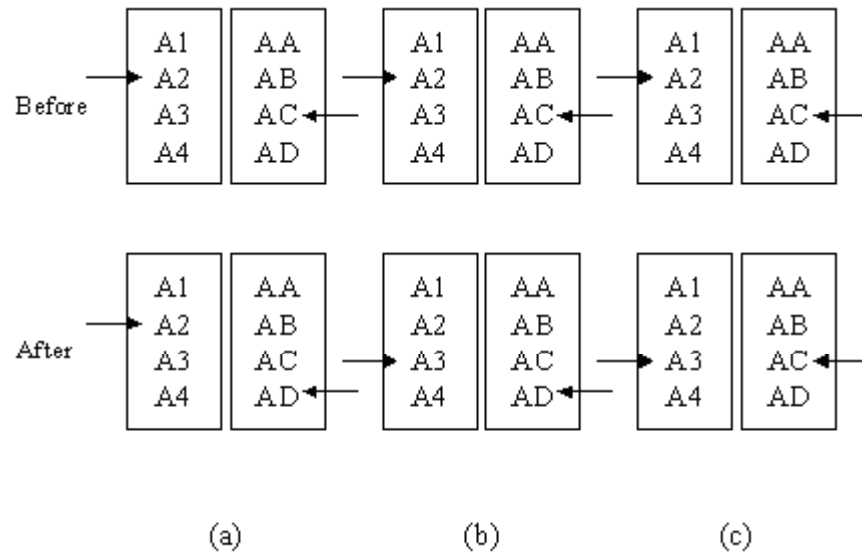 A1 AA A1 AA A1 AA
A2 AB A2 AB A2 AB
Before A3 AC A3 AC A3 AC
A4 AD A4 AD A4 AD
A1 AA A1 AA A1 AA
A2 AB A2 AB A2 AB
After A3 AC A3 AC A3 AC
A4 AD A4 AD A4 AD
(a) (b) (c)